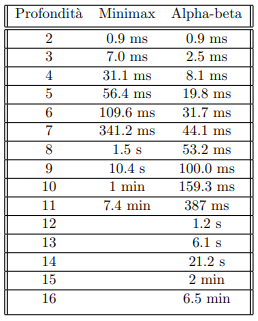 Profondità Minimax Alpha-beta
2 0.9 ms 0.9 ms
3 7.0 ms 2.5 ms
4 31.1 ms 8.1 ms
5 56.4 ms 19.8 ms
6 109.6 ms 31.7 ms
7 341.2 ms 44.1 ms
8 1.5 s 53.2 ms
9 10.4 s 100.0 ms
10 1 min 159.3 ms
11 7.4 min 387 ms
12 1.2 s
13 6.1 s
14 21.2 s
15 2 min
16 6.5 min